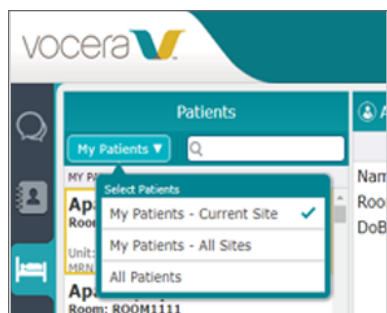 vocera
Patients
My Patients ▼
MY PA
Select Patients
My Patients - Current Site ✓
My Patients - All Sites
All Patients
Apa
Roo
Unit:
MRN
Apa
Room: ROOM1111
A
Nam
Roo
DoB